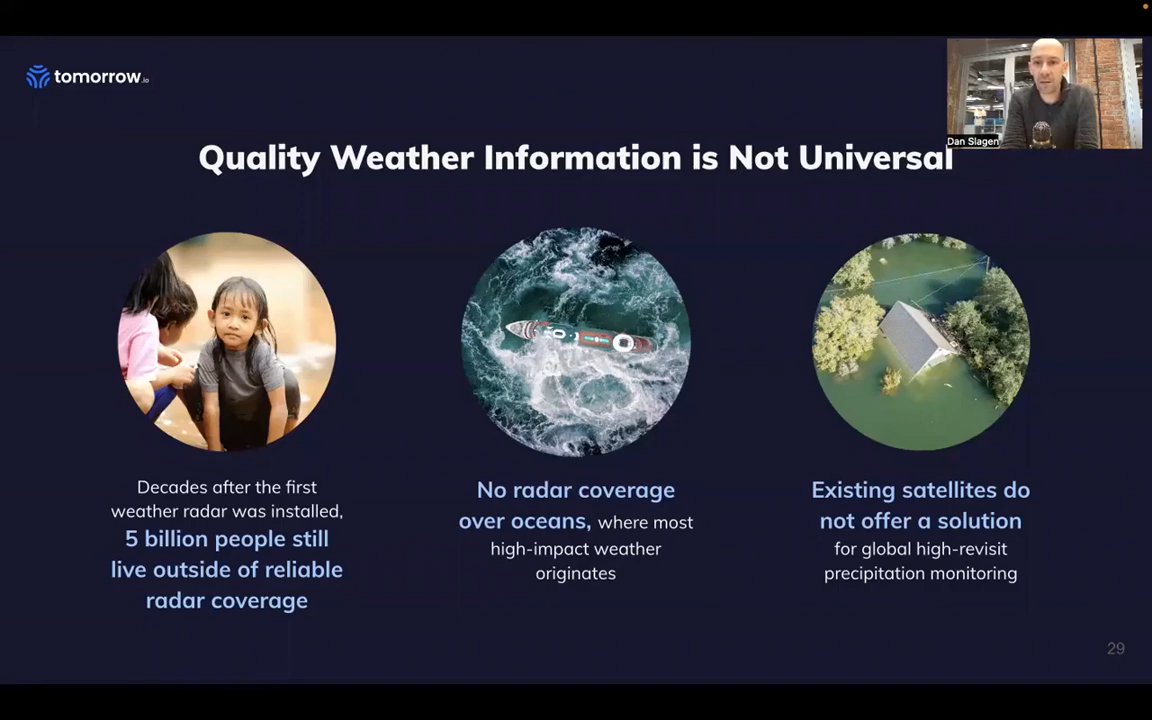 tomorrow.io
Dan Slagen
Quality Weather Information is Not Universal
Decades after the first
weather radar was installed,
5 billion people still
live outside of reliable
radar coverage
No radar coverage
over oceans, where most
high-impact weather
originates
Existing satellites do
not offer a solution
for global high-revisit
precipitation monitoring
29